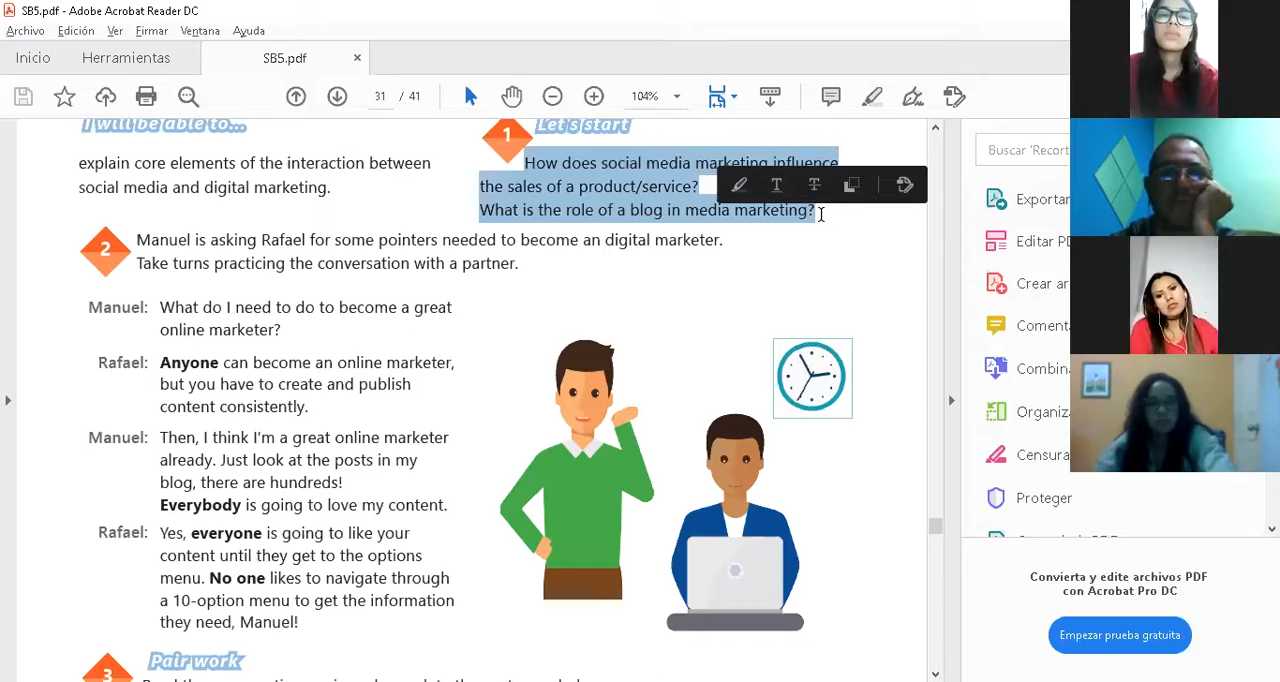 SB5.pdf - Adobe Acrobat Reader DC
Archivo Edición Ver Firmar Ventana Ayuda
Inicio Herramientas SB5.pdf ×
31 / 41 104%
I will be able to...
explain core elements of the interaction between
social media and digital marketing.
1 Let's start
How does social media marketing influence
the sales of a product/service?
What is the role of a blog in media marketing?
2 Manuel is asking Rafael for some pointers needed to become an digital marketer.
Take turns practicing the conversation with a partner.
Manuel: What do I need to do to become a great
online marketer?
Rafael: Anyone can become an online marketer,
but you have to create and publish
content consistently.
Manuel: Then, I think I'm a great online marketer
already. Just look at the posts in my
blog, there are hundreds!
Everybody is going to love my content.
Rafael: Yes, everyone is going to like your
content until they get to the options
menu. No one likes to navigate through
a 10-option menu to get the information
they need, Manuel!
3 Pair work
Buscar 'Recort
Exportar
Editar PD
Crear ar
Comenta
Combina
Organiza
Censura
Proteger
Convierta y edite archivos PDF
con Acrobat Pro DC
Empezar prueba gratuita